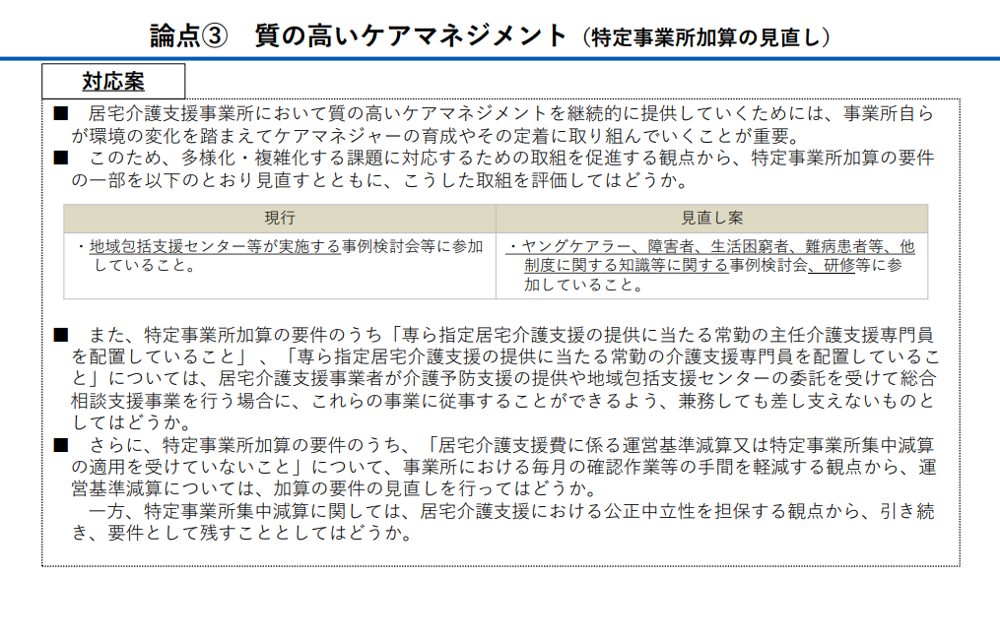 論点③　質の高いケアマネジメント（特定事業所加算の見直し）
対応案
■　居宅介護支援事業所において質の高いケアマネジメントを継続的に提供していくためには、事業所自ら
が環境の変化を踏まえてケアマネジャーの育成やその定着に取り組んでいくことが重要。
■　このため、多様化・複雑化する課題に対応するための取組を促進する観点から、特定事業所加算の要件
の一部を以下のとおり見直すとともに、こうした取組を評価してはどうか。
現行
・地域包括支援センター等が実施する事例検討会等に参加
していること。
見直し案
・ヤングケアラー、障害者、生活困窮者、難病患者等、他
制度に関する知識等に関する事例検討会、研修等に参
加していること。
■　また、特定事業所加算の要件のうち「専ら指定居宅介護支援の提供に当たる常勤の主任介護支援専門員
を配置していること」、「専ら指定居宅介護支援の提供に当たる常勤の介護支援専門員を配置しているこ
と」については、居宅介護支援事業者が介護予防支援の提供や地域包括支援センターの委託を受けて総合
相談支援事業を行う場合に、これらの事業に従事することができるよう、兼務しても差し支えないものと
してはどうか。
■　さらに、特定事業所加算の要件のうち、「居宅介護支援費に係る運営基準減算又は特定事業所集中減算
の適用を受けていないこと」について、事業所における毎月の確認作業等の手間を軽減する観点から、運
営基準減算については、加算の要件の見直しを行ってはどうか。
一方、特定事業所集中減算に関しては、居宅介護支援における公正中立性を担保する観点から、引き続
き、要件として残すこととしてはどうか。